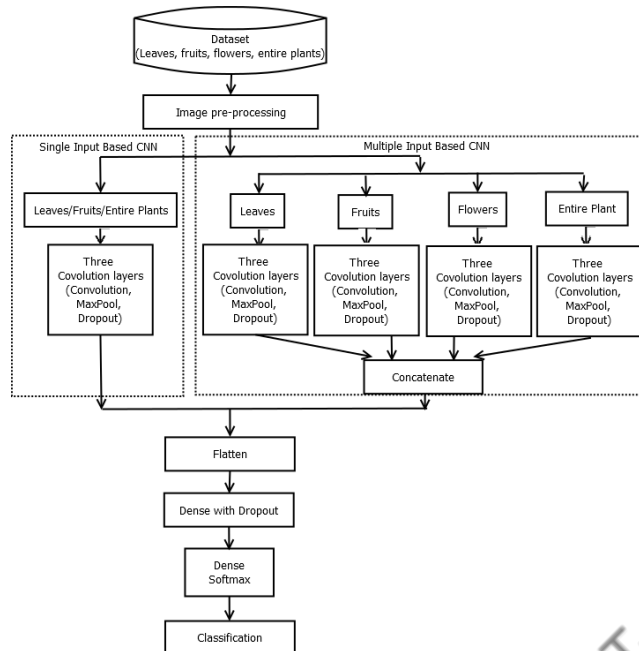 Dataset
(Leaves, fruits, flowers, entire plants)
Image pre-processing
Single Input Based CNN
Multiple Input Based CNN
Leaves/Fruits/Entire Plants
Leaves
Fruits
Flowers
Entire Plant
Three
Covolution layers
(Convolution,
MaxPool,
Dropout)
Three
Covolution layers
(Convolution,
MaxPool,
Dropout)
Three
Covolution layers
(Convolution,
MaxPool,
Dropout)
Three
Covolution layers
(Convolution,
MaxPool,
Dropout)
Three
Covolution layers
(Convolution,
MaxPool,
Dropout)
Concatenate
Flatten
Dense with Dropout
Dense
Softmax
Classification